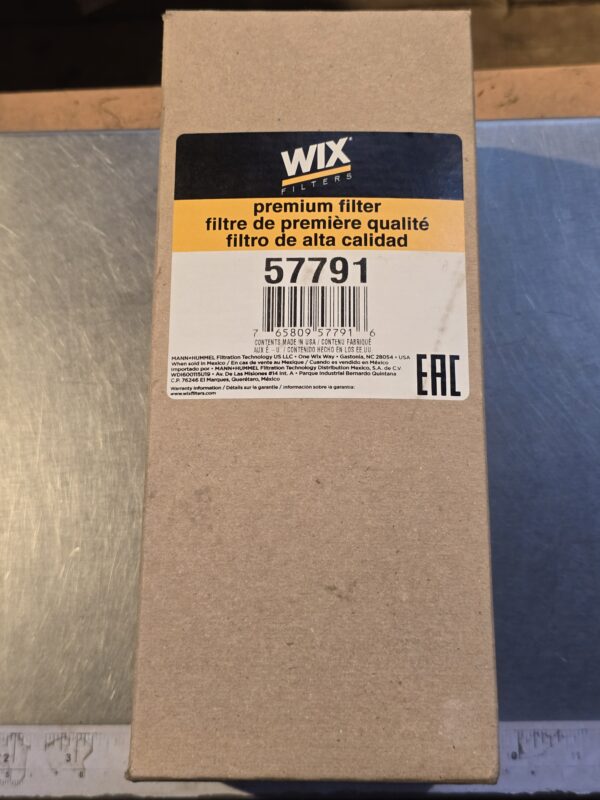 WIX
FILTERS
premium filter
filtre de première qualité
filtro de alta calidad
57791
7 65809 57791 6
CONTENTS MADE IN USA / CONTENU FABRIQUÉ
AUX É.-U. / CONTENIDO HECHO EN LOS EE.UU.
MANN+HUMMEL Filtration Technology US LLC • One Wix Way • Gastonia, NC 28054 • USA
When sold in Mexico / En cas de vente au Mexique / Cuando es vendido en México
Importado por • MANN+HUMMEL Filtration Technology Distribution Mexico, S.A. de C.V.
WDI600115U19 • Av. De Las Misiones #14 Int. A • Parque Industrial Bernardo Quintana
C.P. 76246 El Marques, Querétaro, México
EAC
Warranty information / Détails sur la garantie / información sobre la garantía:
www.wixfilters.com
2 3